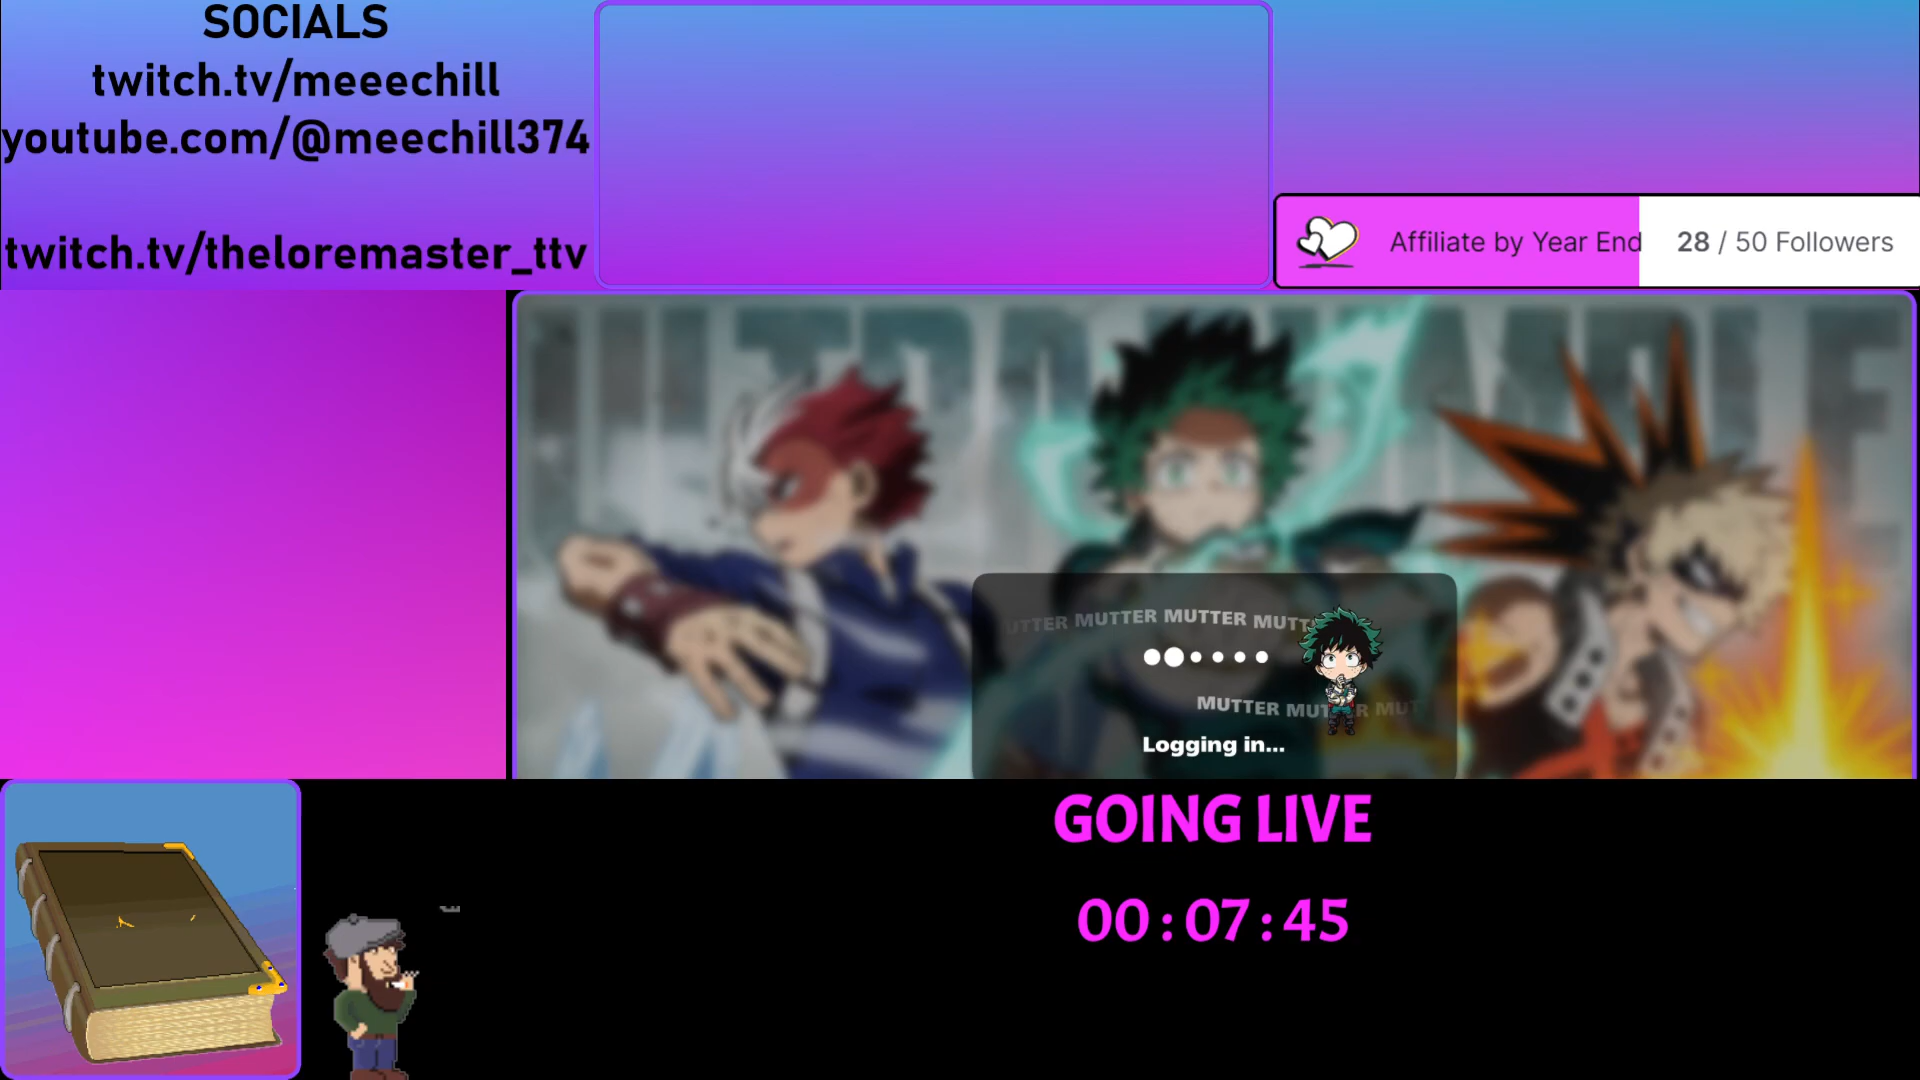 SOCIALS
twitch.tv/meeechill
youtube.com/@meechill374
twitch.tv/theloremaster_ttv
Affiliate by Year End
28 / 50 Followers
MUTTER MUTTER
MUTTER
Logging in...
GOING LIVE
00:07:45